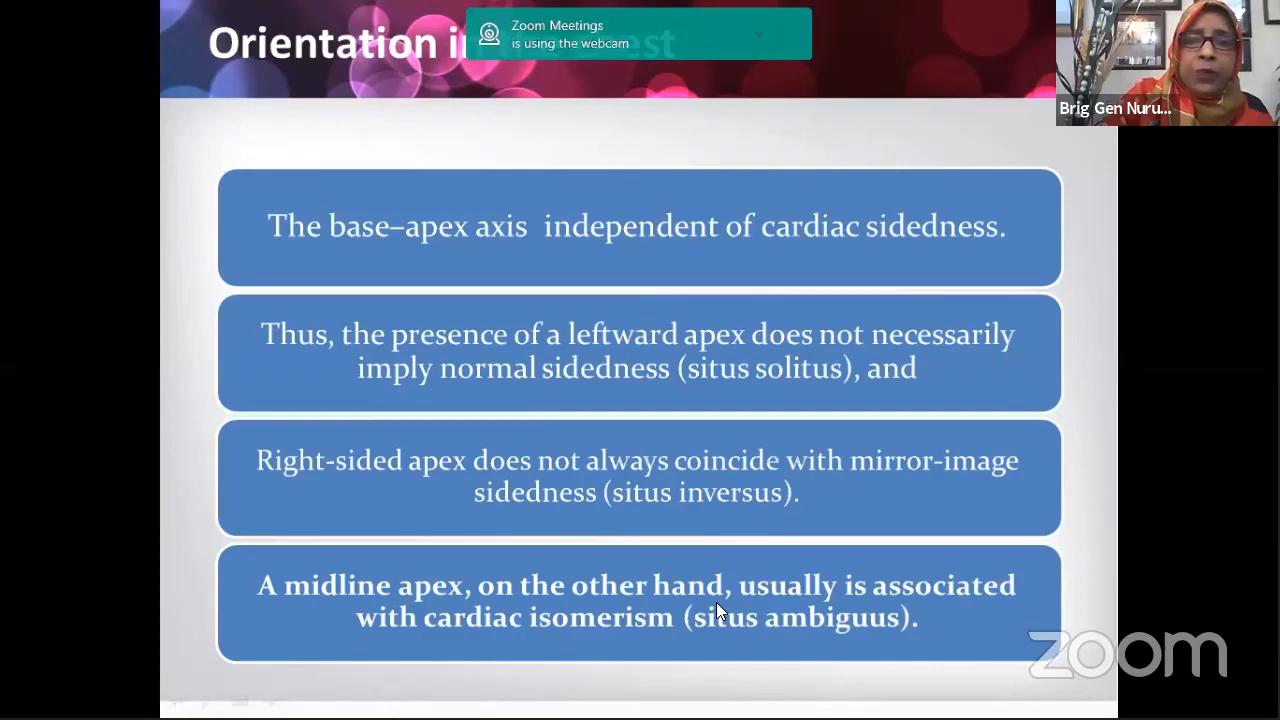 Orientation in
est
Zoom Meetings
is using the webcam
Brig Gen Nuru...
The base–apex axis independent of cardiac sidedness.
Thus, the presence of a leftward apex does not necessarily
imply normal sidedness (situs solitus), and
Right-sided apex does not always coincide with mirror-image
sidedness (situs inversus).
A midline apex, on the other hand, usually is associated
with cardiac isomerism (situs ambiguus).
zoom